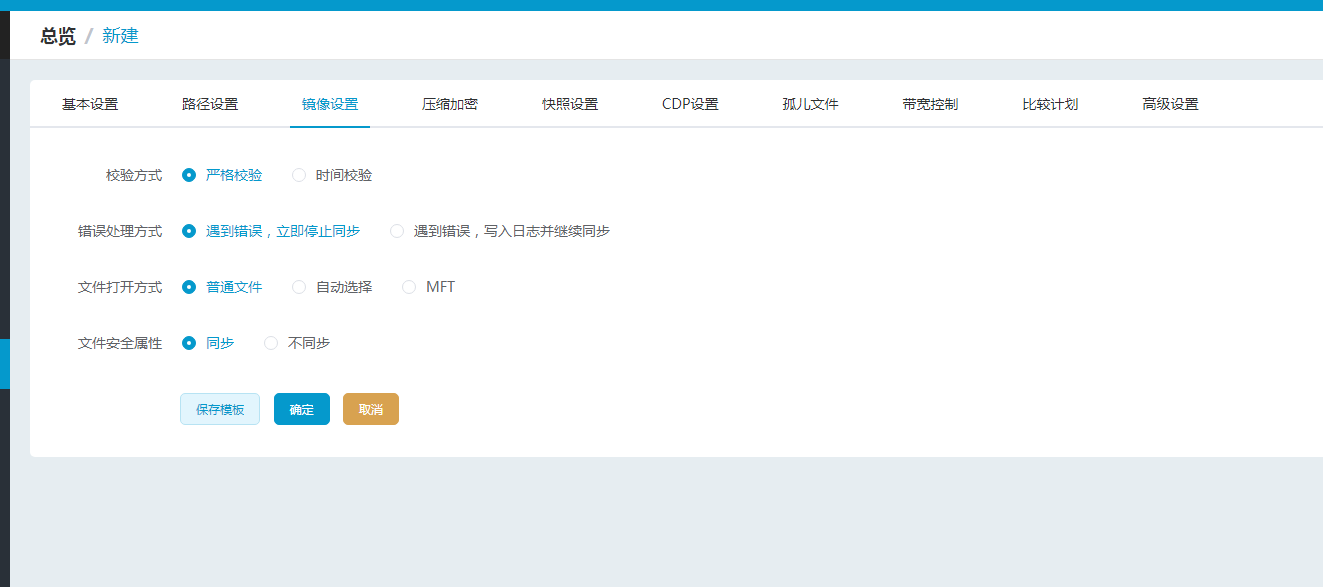 总览 / 新建
基本设置 路径设置 镜像设置 压缩加密 快照设置 CDP设置 孤儿文件 带宽控制 比较计划 高级设置
校验方式 严格校验 时间校验
错误处理方式 遇到错误，立即停止同步 遇到错误，写入日志并继续同步
文件打开方式 普通文件 自动选择 MFT
文件安全属性 同步 不同步
保存模板 确定 取消